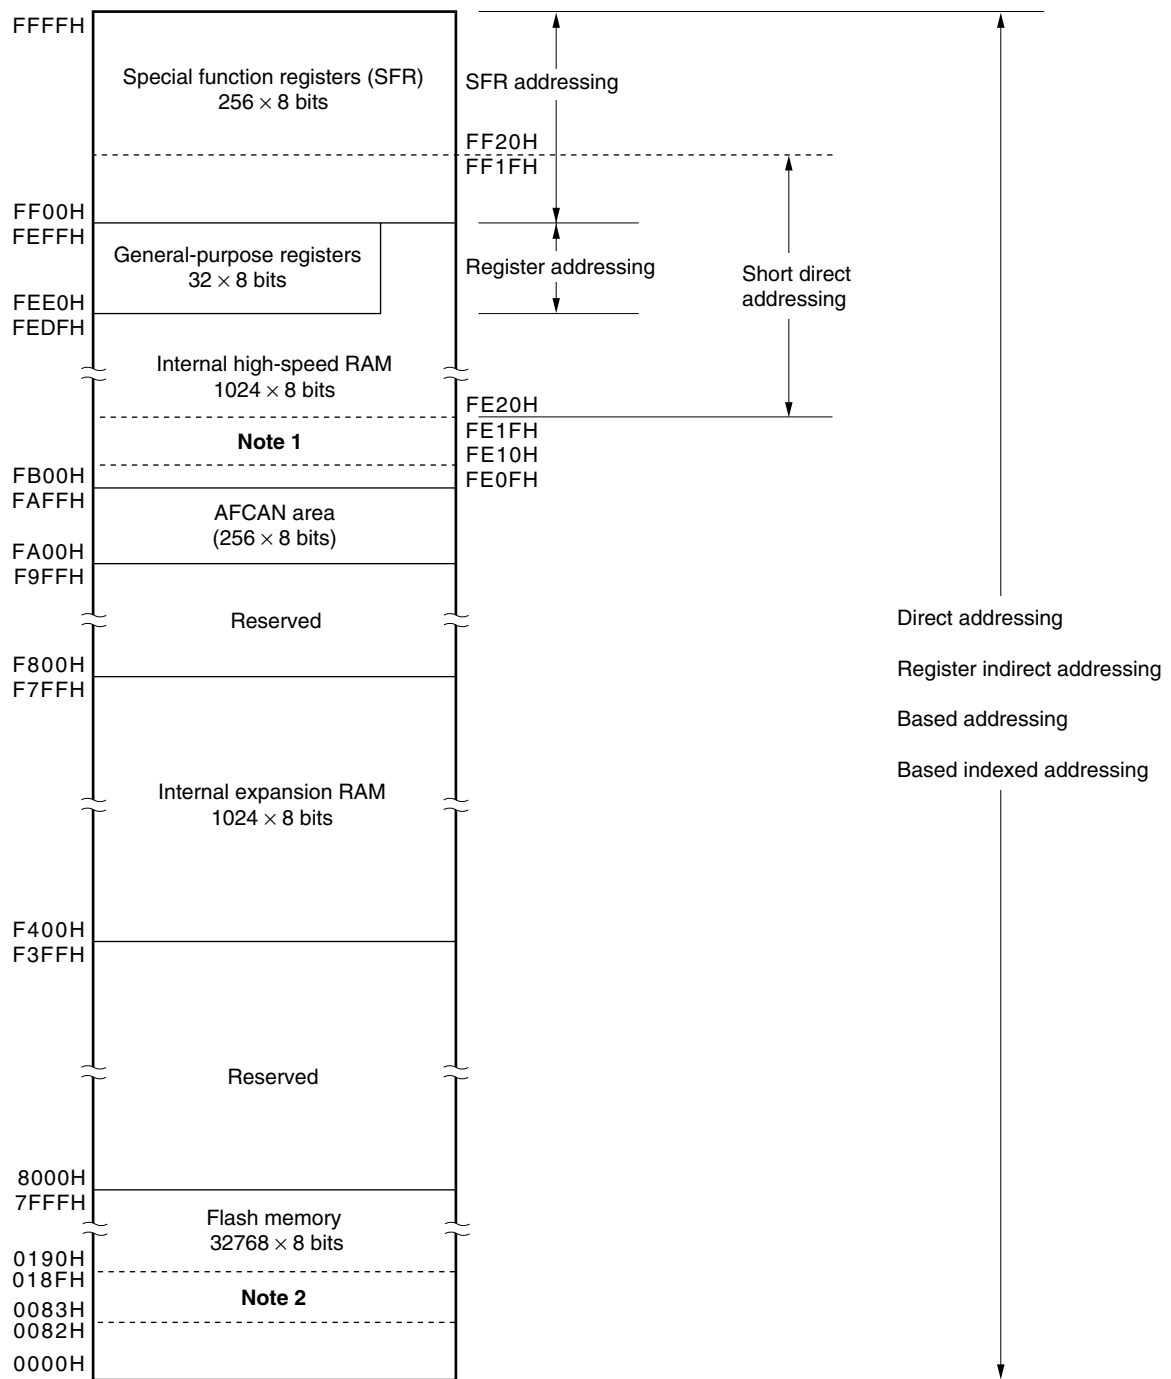 FFFFH
Special function registers (SFR)
256 × 8 bits
SFR addressing
FF20H
FF1FH
FF00H
FEFFH
General-purpose registers
32 × 8 bits
Register addressing
Short direct
addressing
FEE0H
FEDFH
Internal high-speed RAM
1024 × 8 bits
FE20H
FE1FH
Note 1
FE10H
FE0FH
FB00H
FAFFH
AFCAN area
(256 × 8 bits)
FA00H
F9FFH
Reserved
Direct addressing
F800H
F7FFH
Register indirect addressing
Based addressing
Based indexed addressing
Internal expansion RAM
1024 × 8 bits
F400H
F3FFH
Reserved
8000H
7FFFH
Flash memory
32768 × 8 bits
0190H
018FH
Note 2
0083H
0082H
0000H